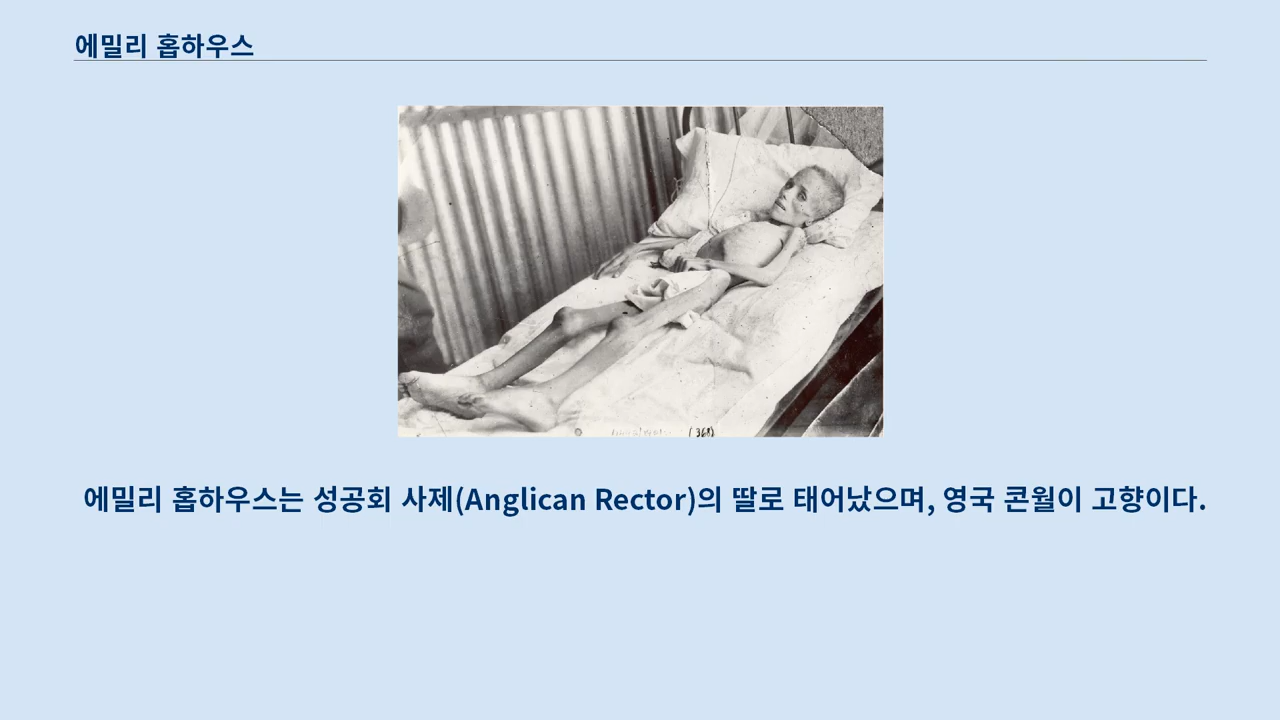 에밀리 홉하우스
(368)
에밀리 홉하우스는 성공회 사제(Anglican Rector)의 딸로 태어났으며, 영국 콘월이 고향이다.